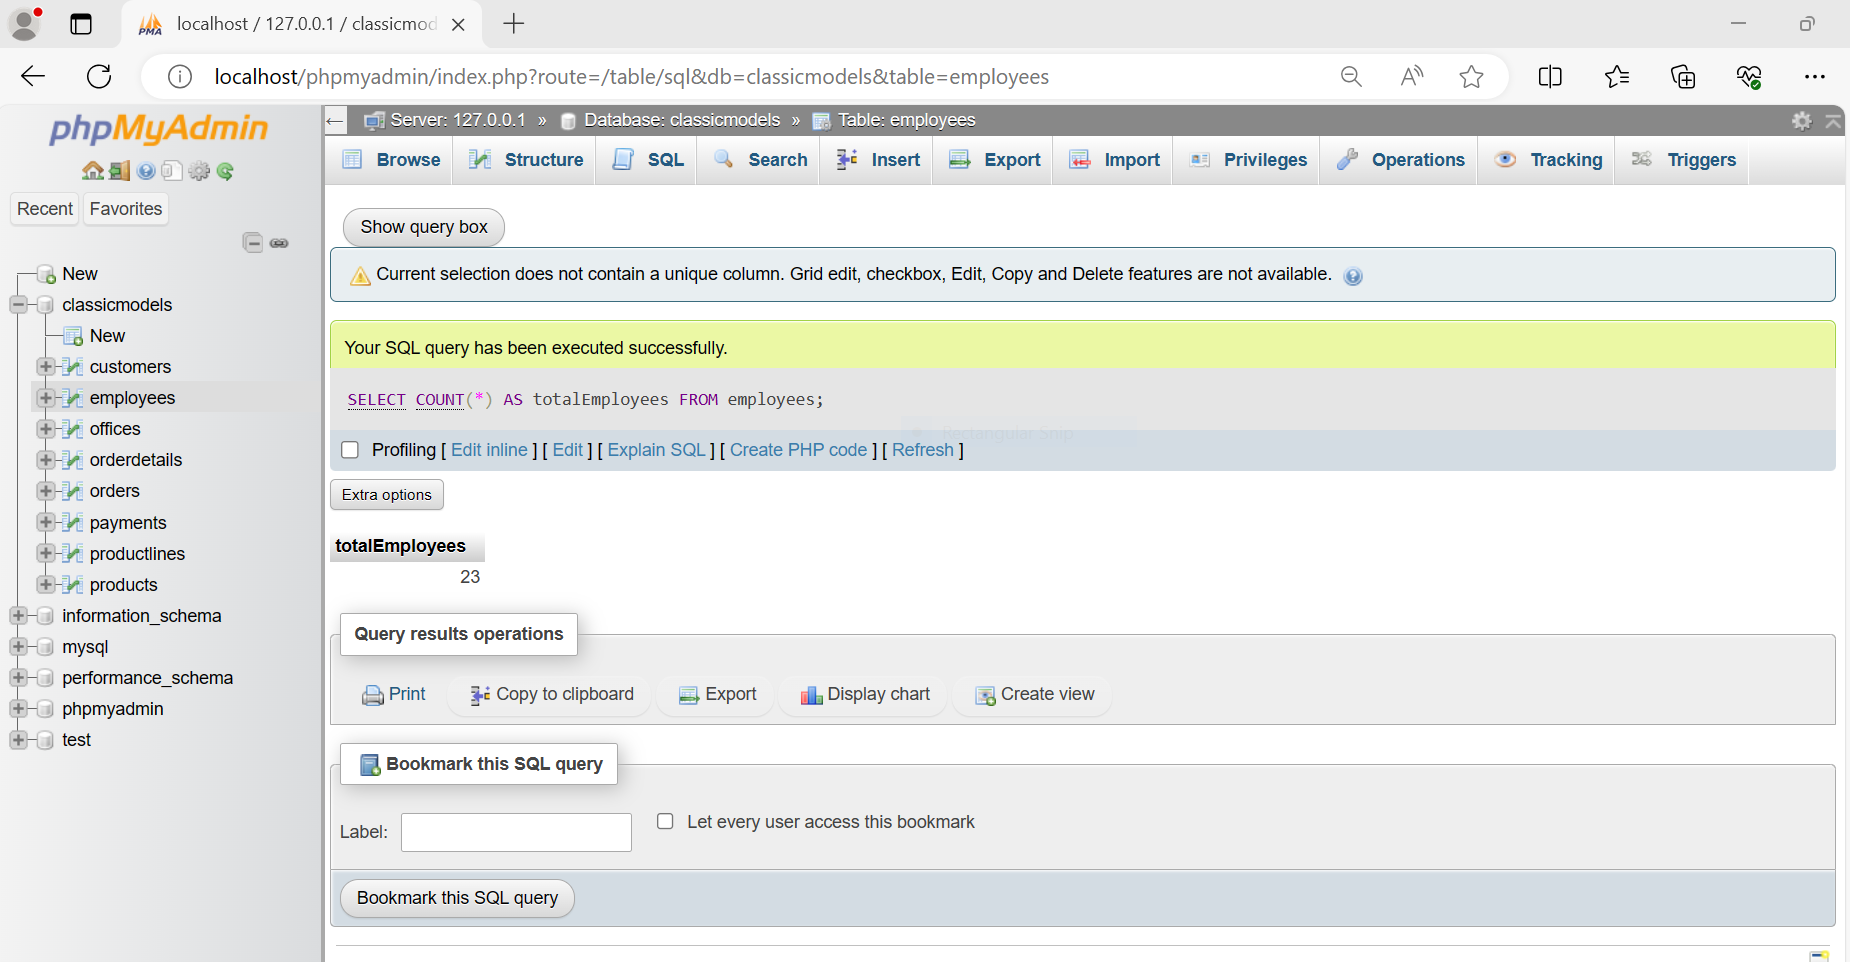 localhost / 127.0.0.1 / classicmod
localhost/phpmyadmin/index.php?route=/table/sql&db=classicmodels&table=employees
phpMyAdmin
Recent Favorites
New
classicmodels
New
customers
employees
offices
orderdetails
orders
payments
productlines
products
information_schema
mysql
performance_schema
phpmyadmin
test
Server: 127.0.0.1 » Database: classicmodels » Table: employees
Browse Structure SQL Search Insert Export Import Privileges Operations Tracking Triggers
Show query box
Current selection does not contain a unique column. Grid edit, checkbox, Edit, Copy and Delete features are not available.
Your SQL query has been executed successfully.
SELECT COUNT(*) AS totalEmployees FROM employees;
Rectangular Snip
Profiling [ Edit inline ] [ Edit ] [ Explain SQL ] [ Create PHP code ] [ Refresh ]
Extra options
totalEmployees
23
Query results operations
Print Copy to clipboard Export Display chart Create view
Bookmark this SQL query
Label: Let every user access this bookmark
Bookmark this SQL query